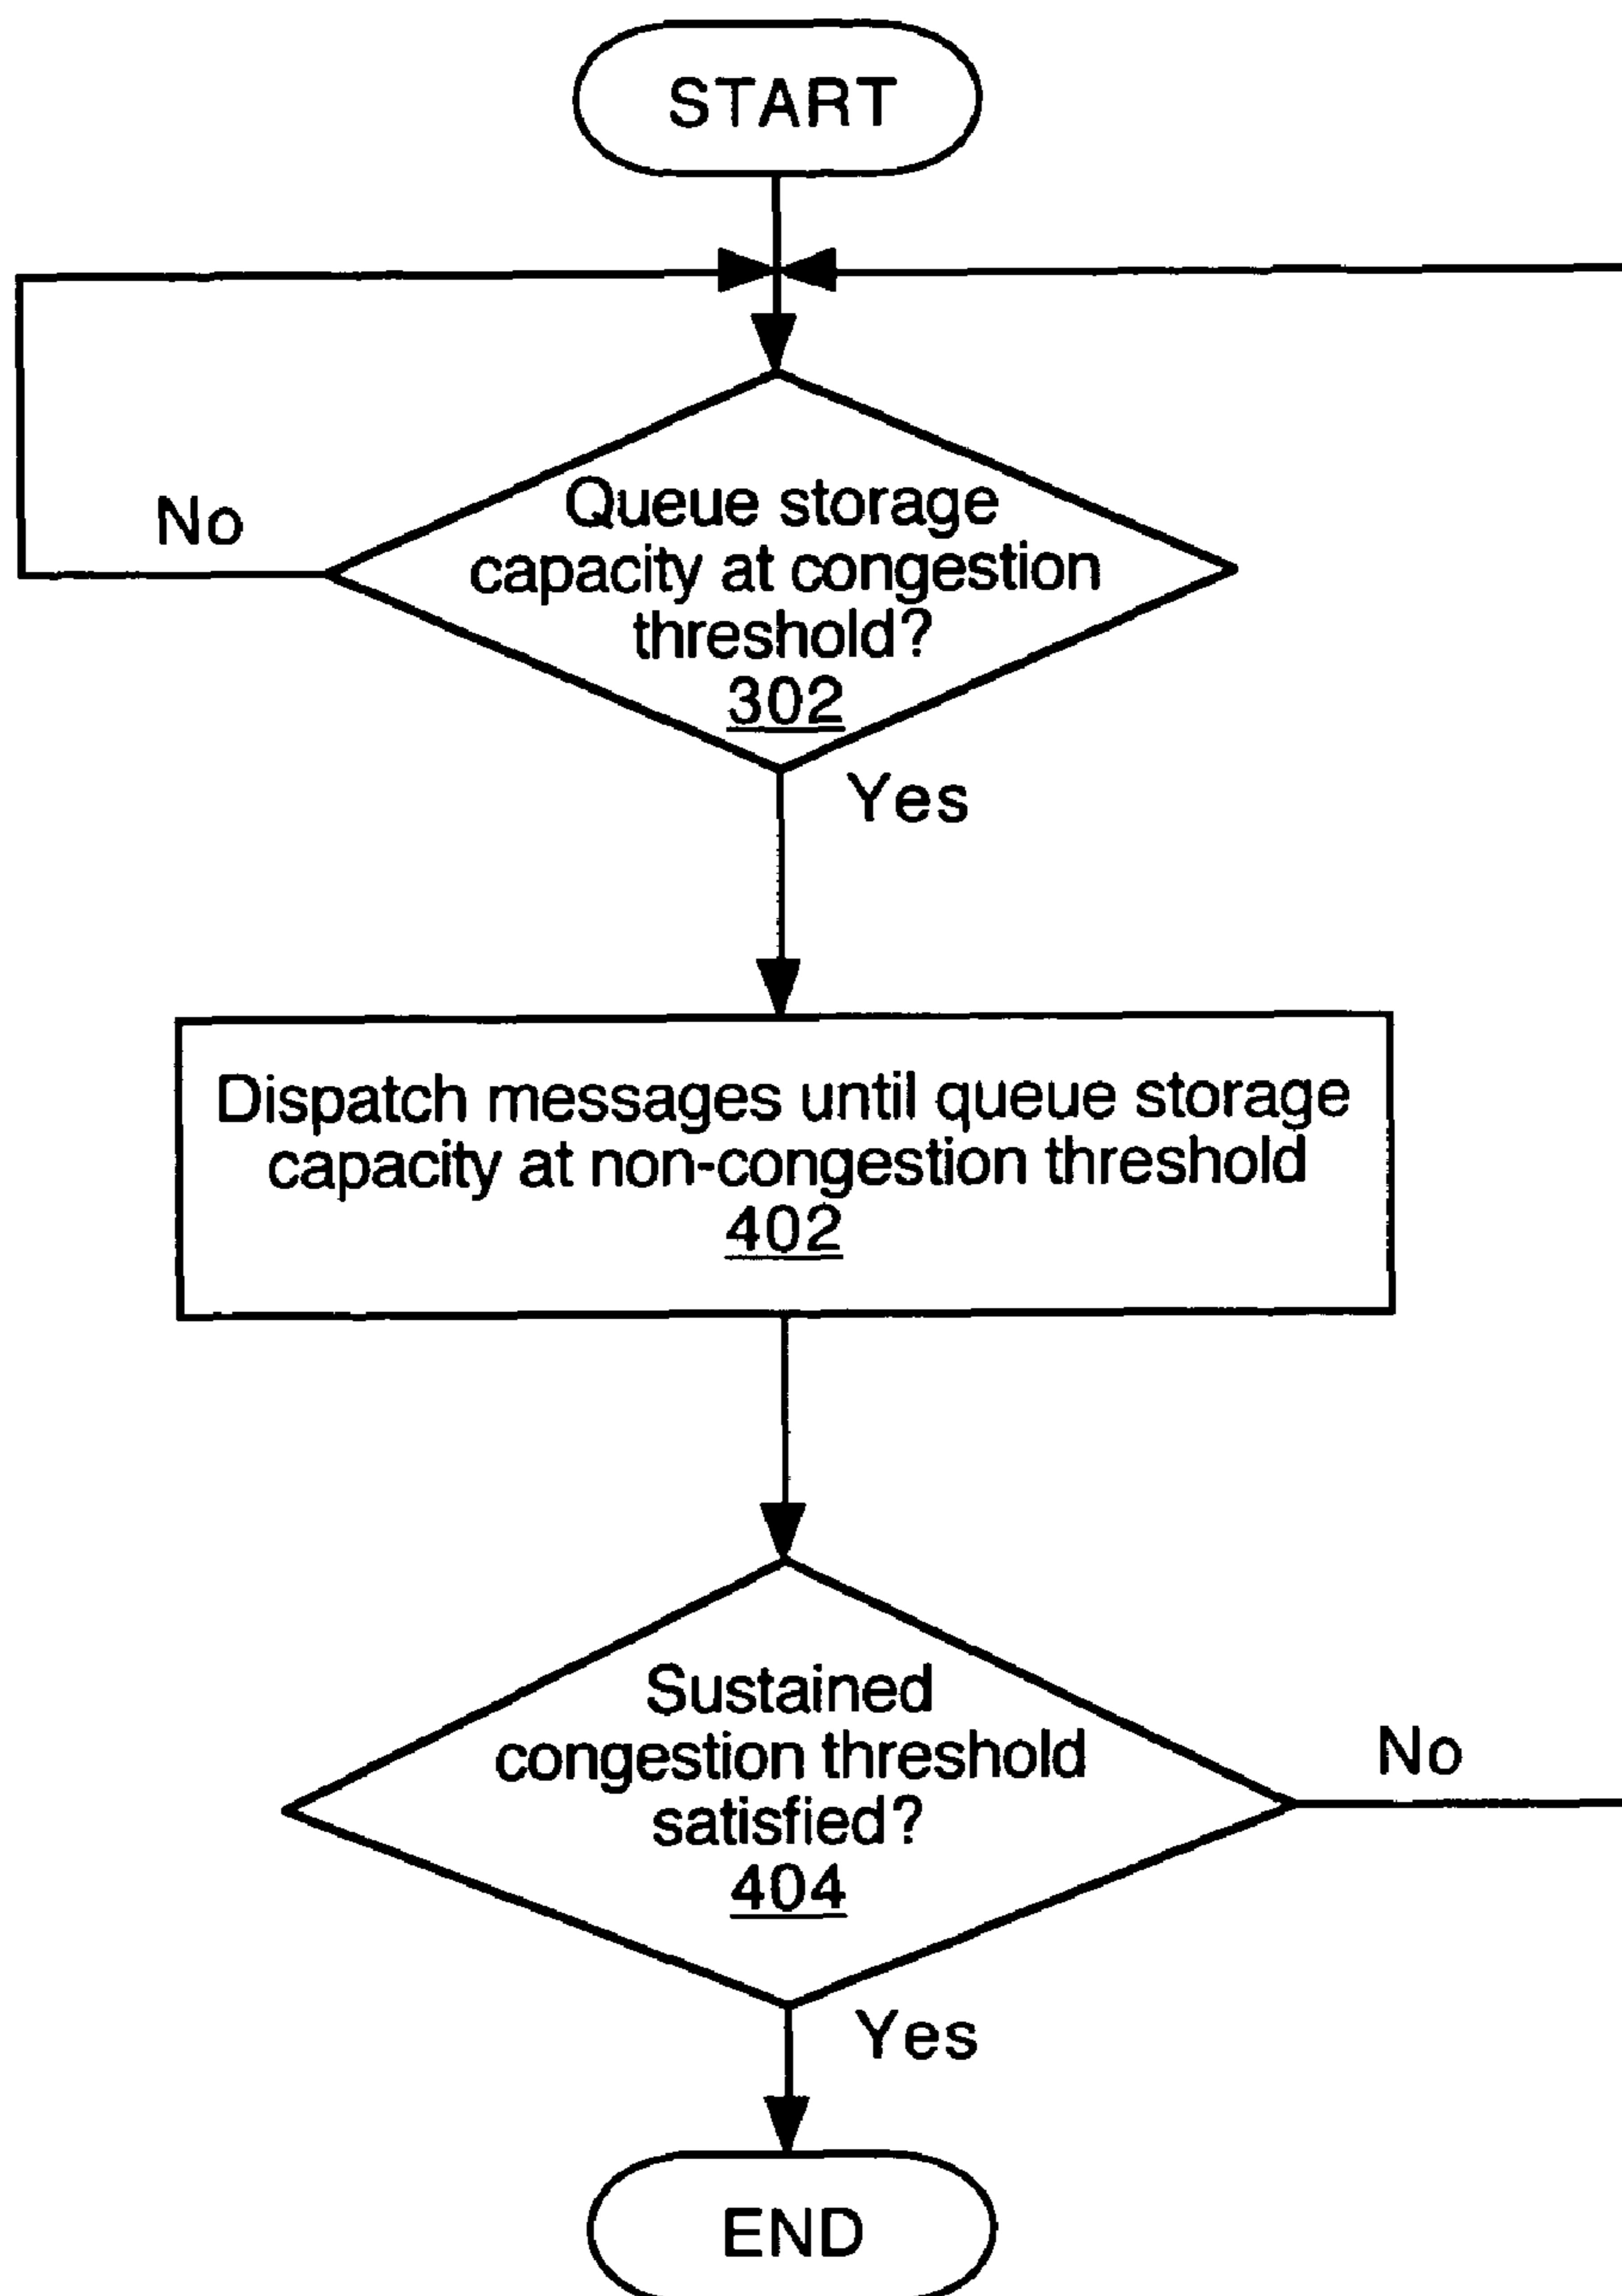 START
No
Queue storage
capacity at congestion
threshold?
302
Yes
Dispatch messages until queue storage
capacity at non-congestion threshold
402
Sustained
congestion threshold
satisfied?
404
No
Yes
END